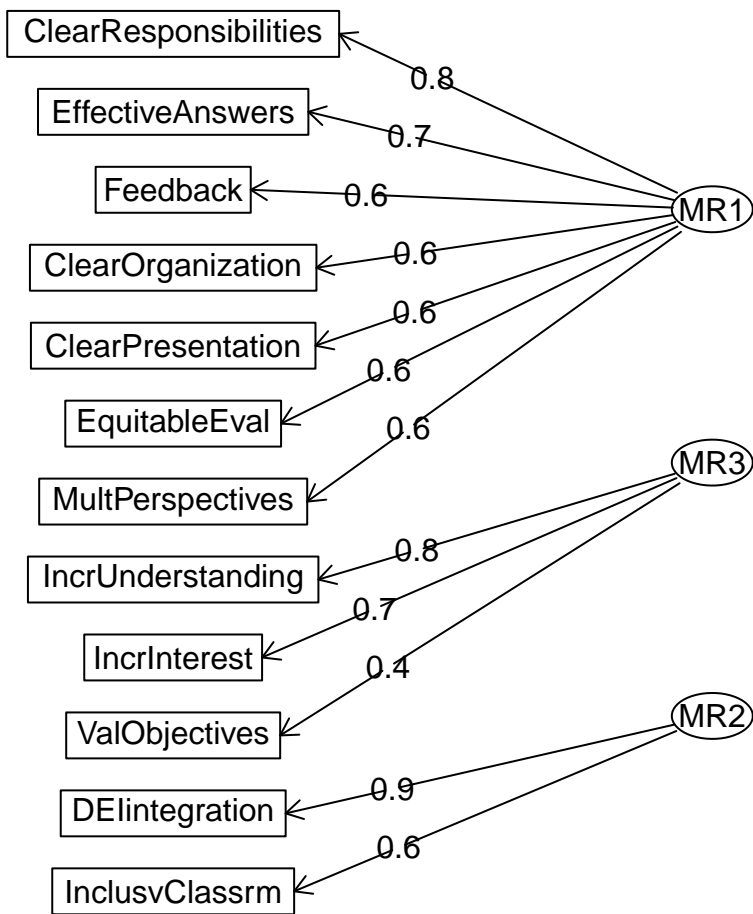 ClearResponsibilities
0.8
EffectiveAnswers
0.7
Feedback
0.6
MR1
ClearOrganization
0.6
ClearPresentation
0.6
EquitableEval
0.6
MultPerspectives
0.6
MR3
IncrUnderstanding
0.8
IncrInterest
0.7
ValObjectives
0.4
MR2
DEIintegration
0.9
InclusvClassrm
0.6